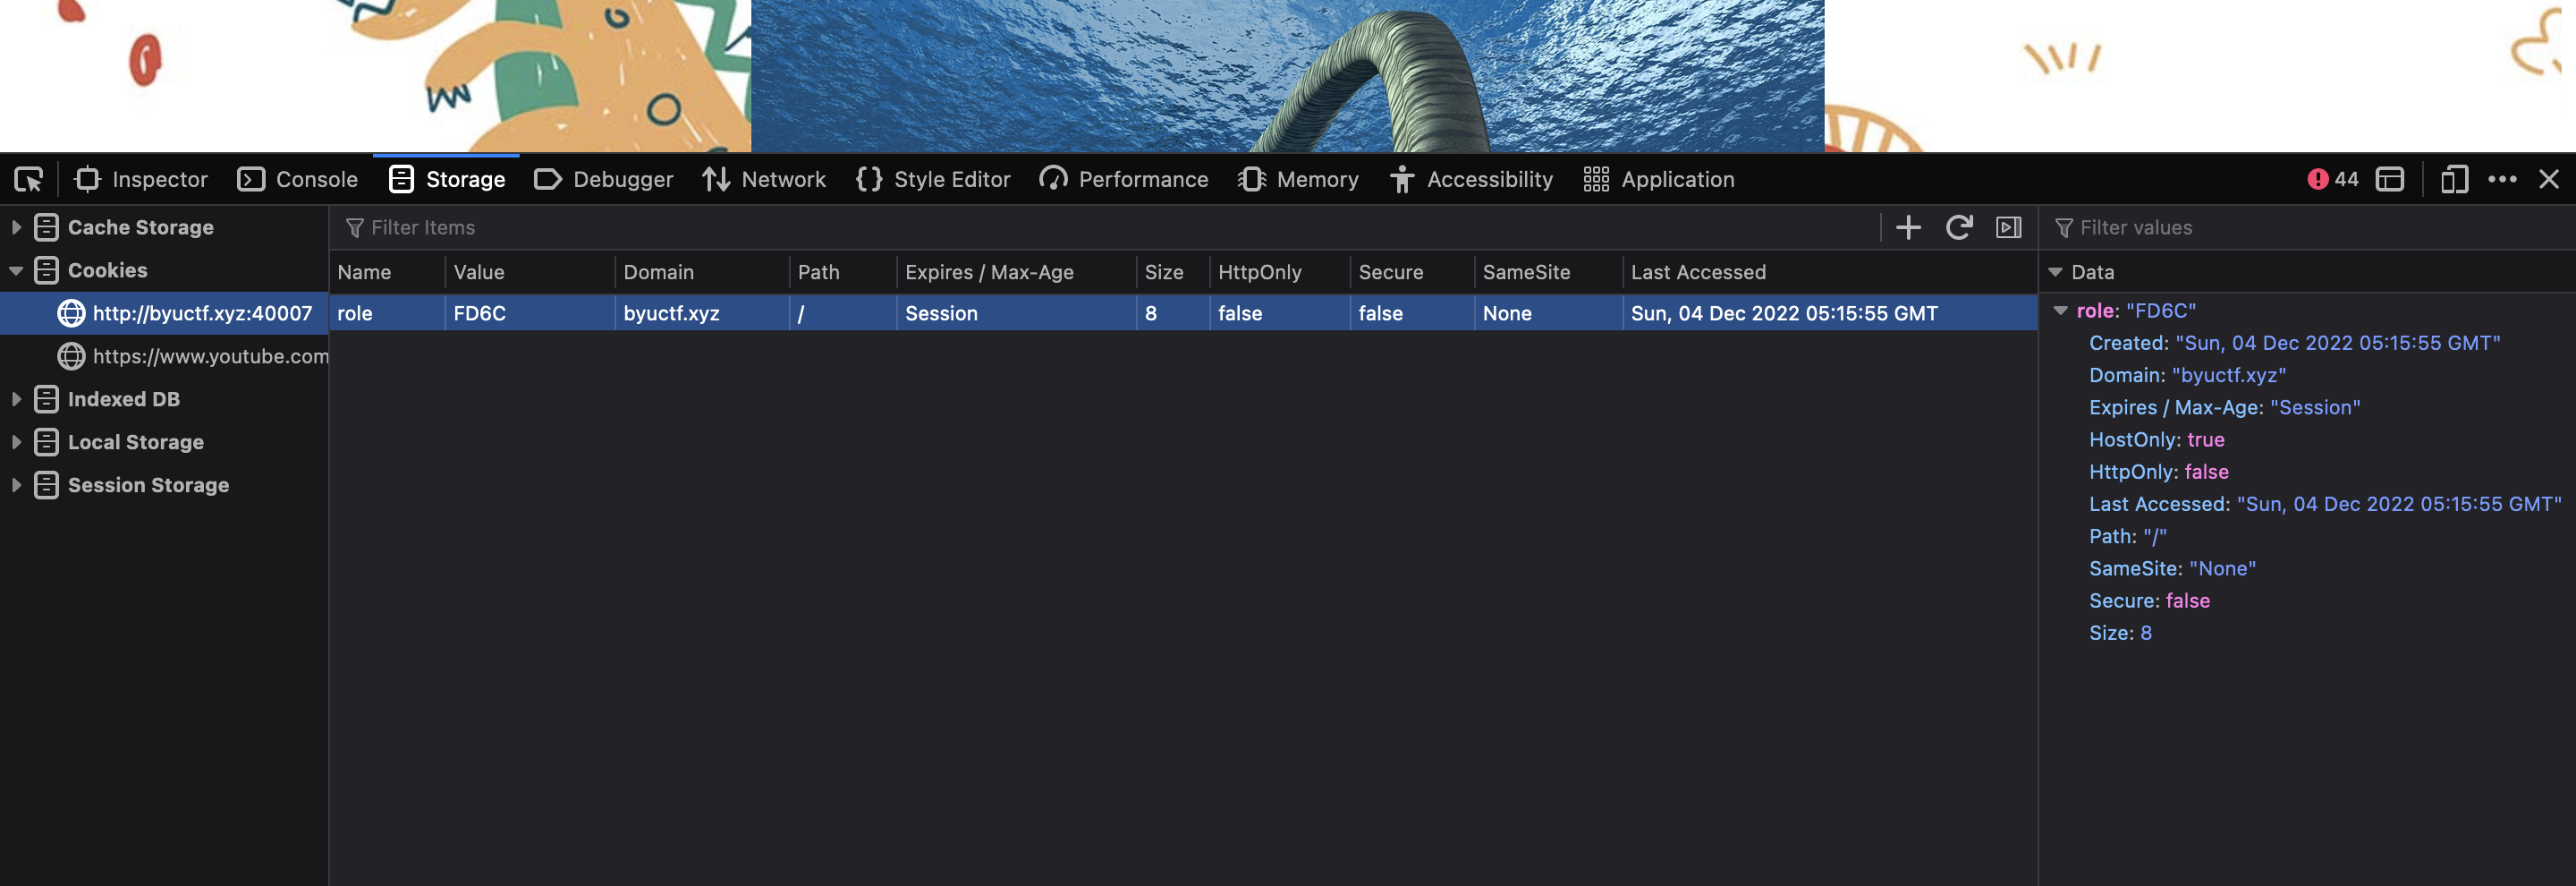 Inspector Console Storage Debugger Network Style Editor Performance Memory Accessibility Application 44
Cache Storage
Cookies
http://byuctf.xyz:40007
https://www.youtube.com
Indexed DB
Local Storage
Session Storage
Filter Items
Name Value Domain Path Expires / Max-Age Size HttpOnly Secure SameSite Last Accessed
role FD6C byuctf.xyz / Session 8 false false None Sun, 04 Dec 2022 05:15:55 GMT
Filter values
Data
role: "FD6C"
Created: "Sun, 04 Dec 2022 05:15:55 GMT"
Domain: "byuctf.xyz"
Expires / Max-Age: "Session"
HostOnly: true
HttpOnly: false
Last Accessed: "Sun, 04 Dec 2022 05:15:55 GMT"
Path: "/"
SameSite: "None"
Secure: false
Size: 8